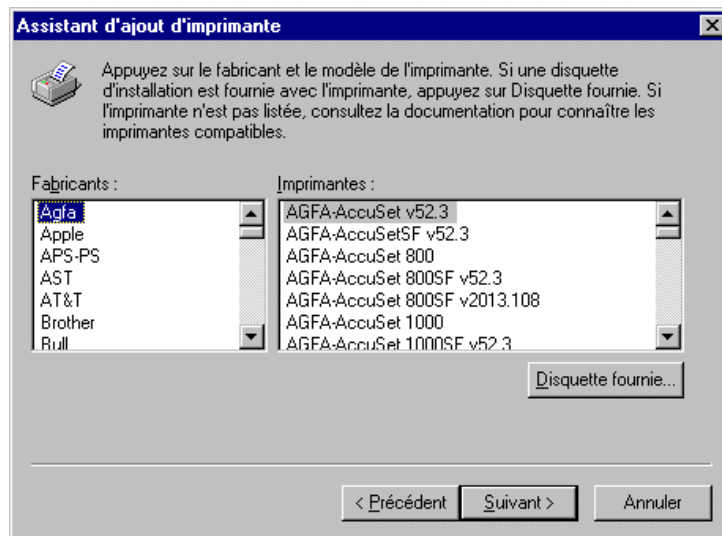 Assistant d'ajout d'imprimante
Appuyez sur le fabricant et le modèle de l'imprimante. Si une disquette
d'installation est fournie avec l'imprimante, appuyez sur Disquette fournie. Si
l'imprimante n'est pas listée, consultez la documentation pour connaître les
imprimantes compatibles.
Fabricants :
Agfa
Apple
APS-PS
AST
AT&T
Brother
Bull
Imprimantes :
AGFA-AccuSet v52.3
AGFA-AccuSetSF v52.3
AGFA-AccuSet 800
AGFA-AccuSet 800SF v52.3
AGFA-AccuSet 800SF v2013.108
AGFA-AccuSet 1000
AGFA-AccuSet 1000SF v52.3
Disquette fournie...
< Précédent
Suivant >
Annuler